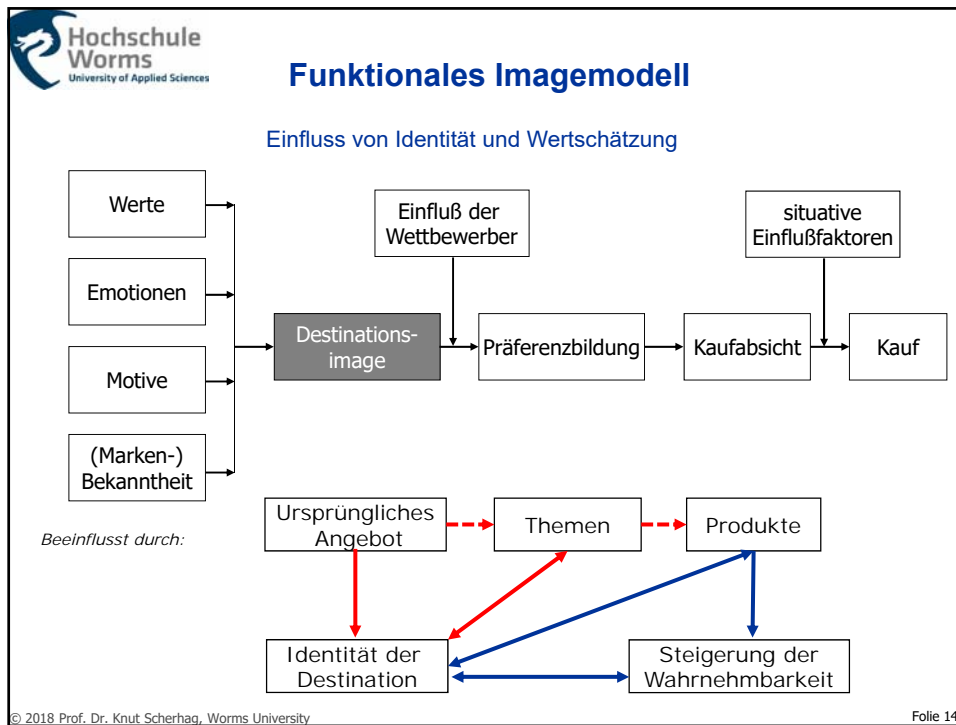 Hochschule
Worms
University of Applied Sciences
Funktionales Imagemodell
Einfluss von Identität und Wertschätzung
Werte
Emotionen
Motive
(Marken-)
Bekanntheit
Einfluß der
Wettbewerber
situative
Einflußfaktoren
Destinations-
image
Präferenzbildung
Kaufabsicht
Kauf
Beeinflusst durch:
Ursprüngliches
Angebot
Themen
Produkte
Identität der
Destination
Steigerung der
Wahrnehmbarkeit
© 2018 Prof. Dr. Knut Scherhag, Worms University
Folie 14